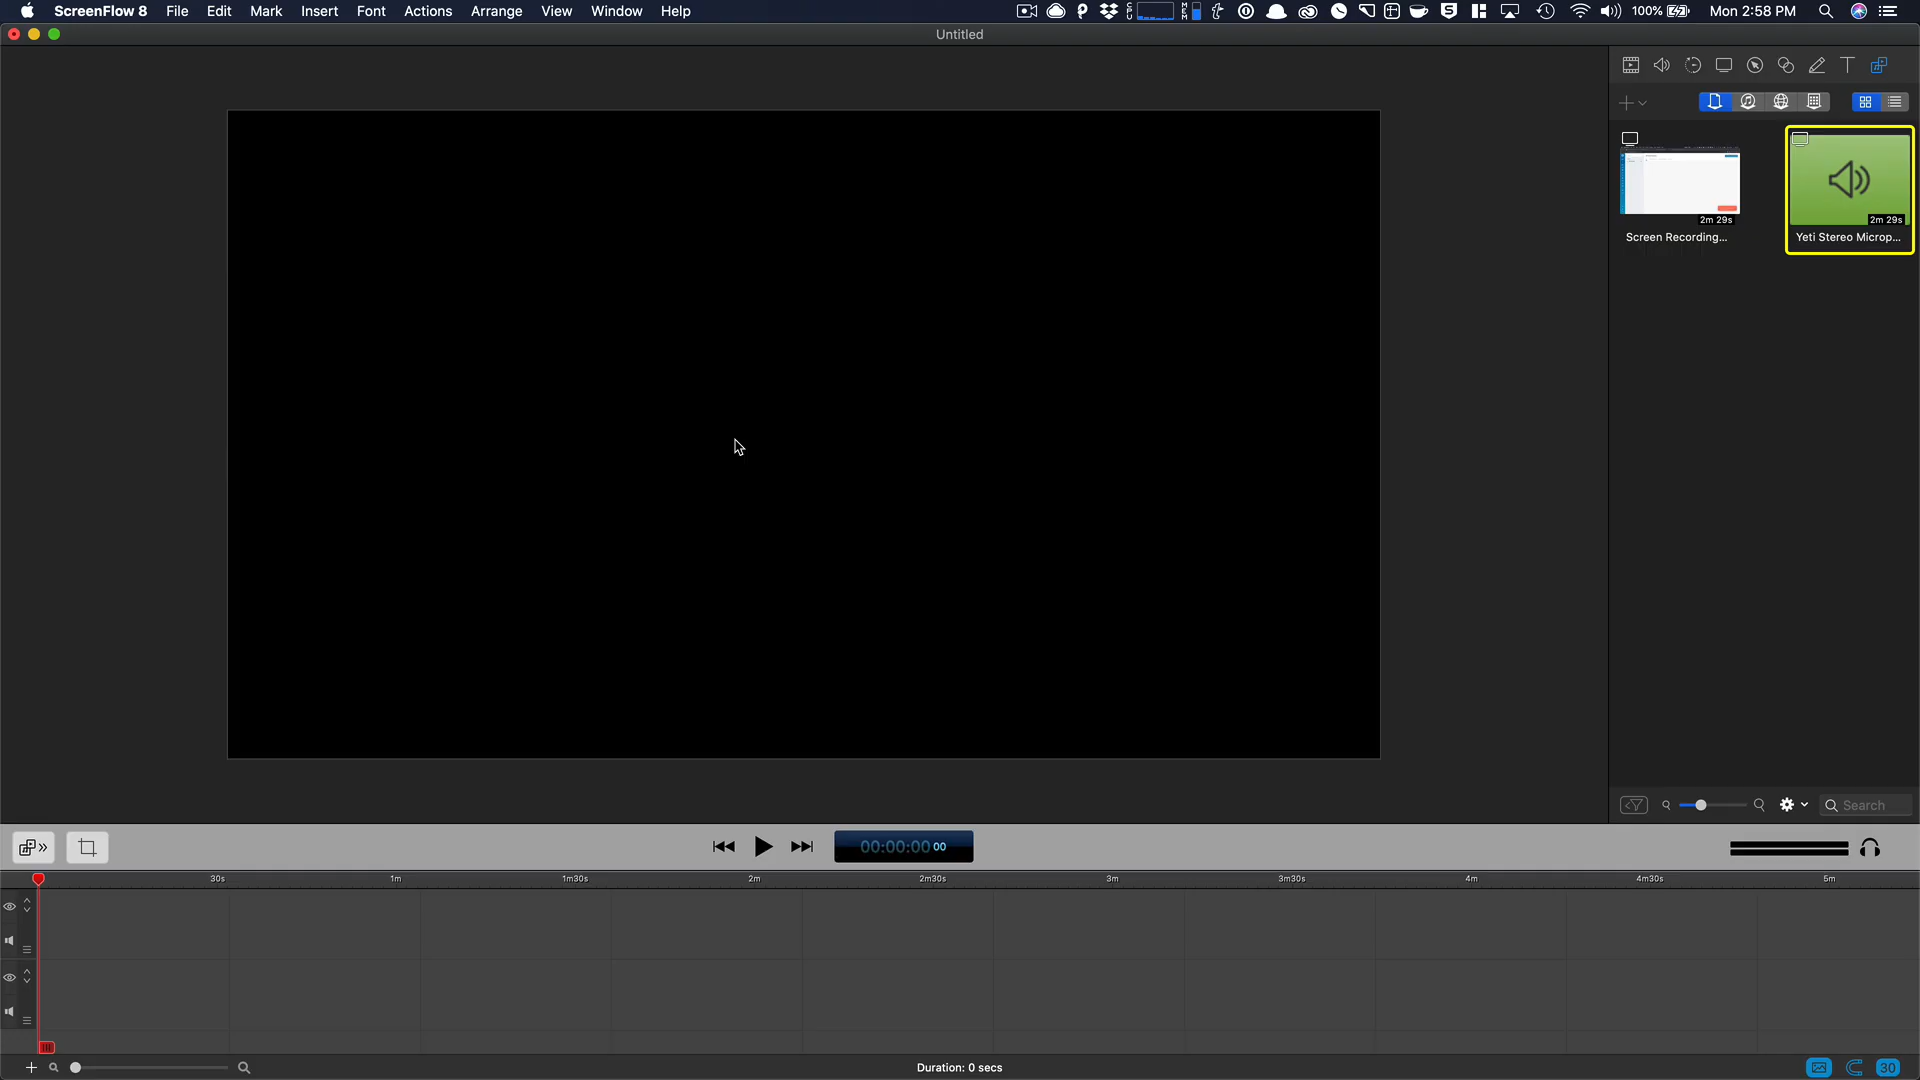 ScreenFlow 8 File Edit Mark Insert Font Actions Arrange View Window Help CPU MEM 100% Mon 2:58 PM
Untitled
2m 29s 2m 29s
Screen Recording... Yeti Stereo Microp...
Search
00:00:00 00
30s 1m 1m30s 2m 2m30s 3m 3m30s 4m 4m30s 5m
Duration: 0 secs 30